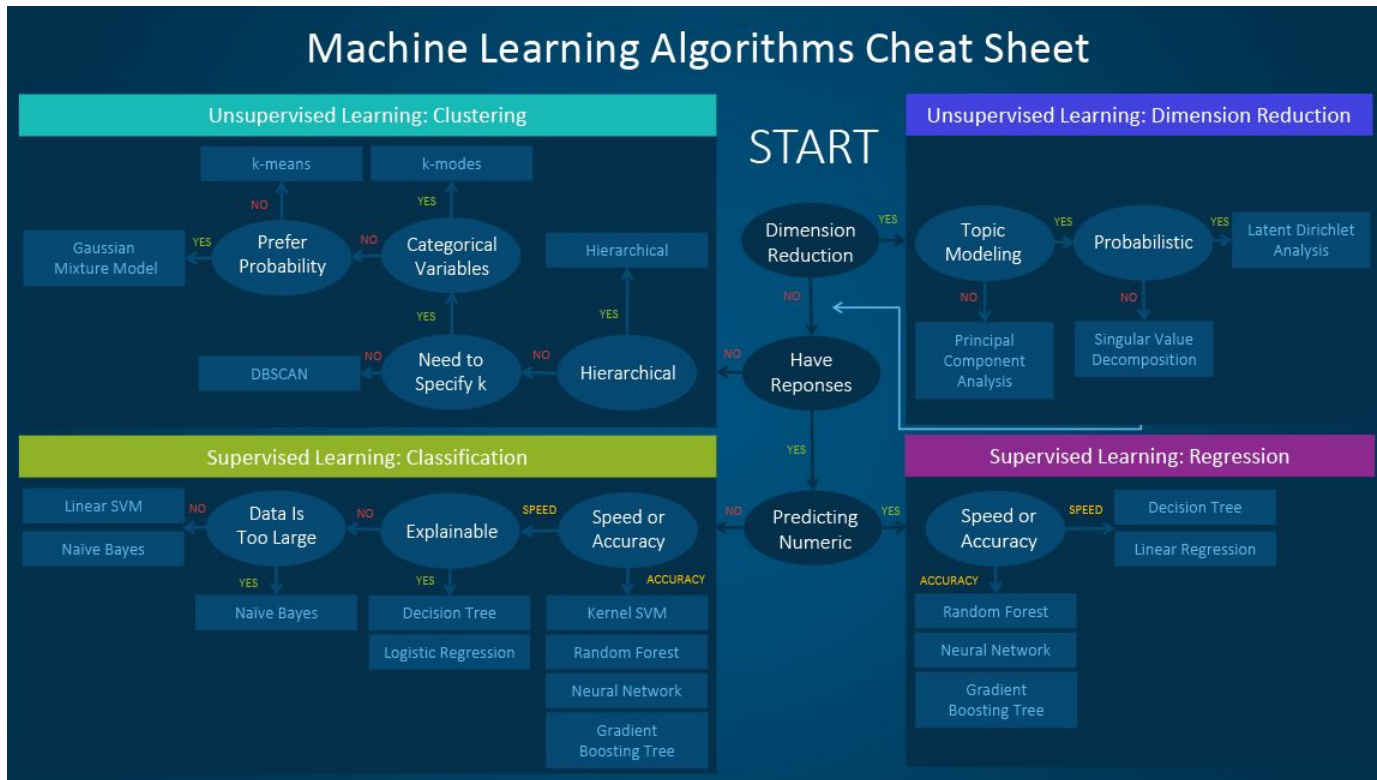 Machine Learning Algorithms Cheat Sheet
Unsupervised Learning: Clustering
k-means
k-modes
NO
YES
Gaussian
Mixture Model
YES
Prefer
Probability
NO
Categorical
Variables
Hierarchical
YES
YES
DBSCAN
NO
Need to
Specify k
NO
Hierarchical
START
Dimension
Reduction
YES
NO
NO
Have
Reponses
YES
NO
Predicting
Numeric
YES
Unsupervised Learning: Dimension Reduction
Topic
Modeling
YES
Probabilistic
YES
Latent Dirichlet
Analysis
NO
NO
Principal
Component
Analysis
Singular Value
Decomposition
Supervised Learning: Classification
Linear SVM
Naïve Bayes
NO
Data Is
Too Large
NO
Explainable
SPEED
Speed or
Accuracy
YES
YES
ACCURACY
Naïve Bayes
Decision Tree
Logistic Regression
Kernel SVM
Random Forest
Neural Network
Gradient
Boosting Tree
Supervised Learning: Regression
Speed or
Accuracy
SPEED
Decision Tree
Linear Regression
ACCURACY
Random Forest
Neural Network
Gradient
Boosting Tree